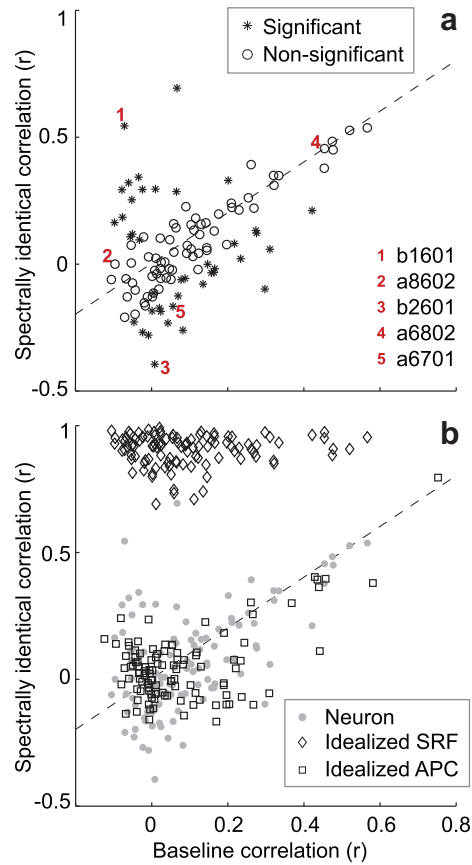 a
1
Significant
Non-significant
1
0.5
4
2
0
5
3
-0.5
Spectrally identical correlation (r)
1 b1601
2 a8602
3 b2601
4 a6802
5 a6701
b
1
0.5
0
-0.5
Spectrally identical correlation (r)
Neuron
Idealized SRF
Idealized APC
0 0.2 0.4 0.6 0.8
Baseline correlation (r)